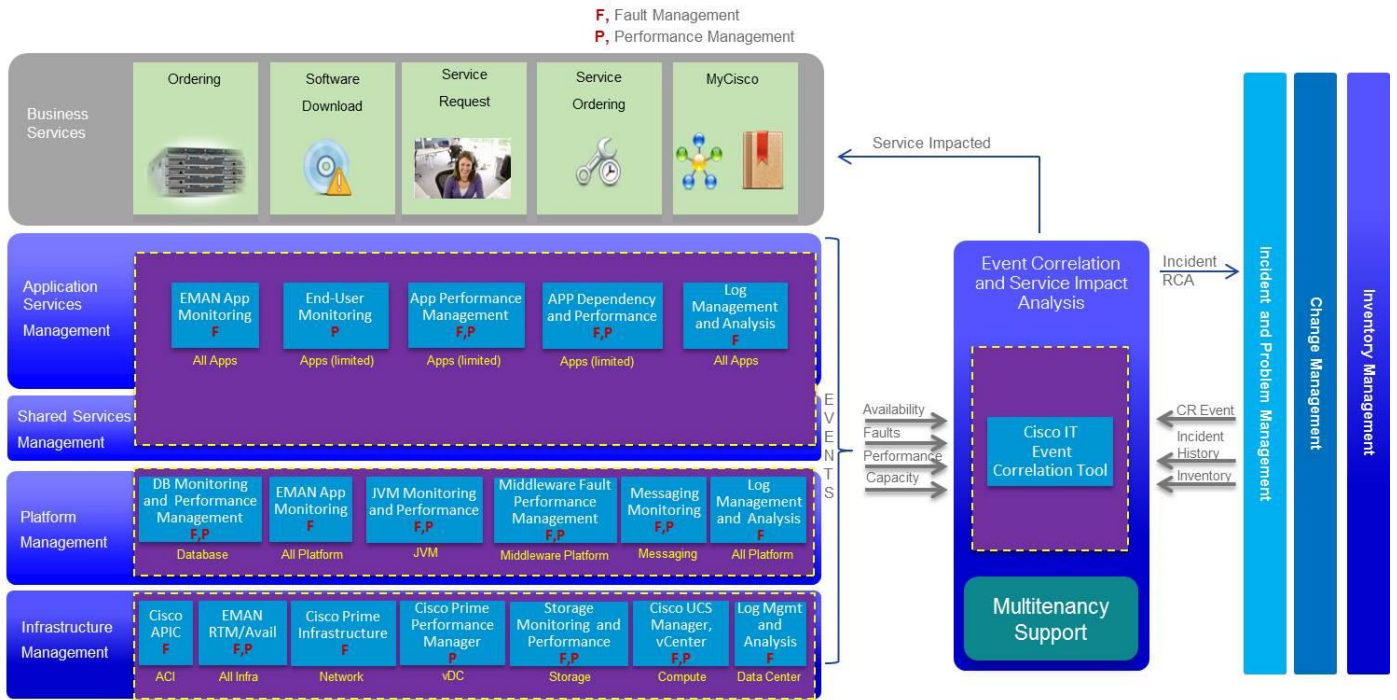 F, Fault Management
P, Performance Management
Business
Services
Ordering
Software
Download
Service
Request
Service
Ordering
MyCisco
Service Impacted
Application
Services
Management
EMAN App
Monitoring
F
All Apps
End-User
Monitoring
P
Apps (limited)
App Performance
Management
F,P
Apps (limited)
APP Dependency
and Performance
F,P
Apps (limited)
Log
Management
and Analysis
F
All Apps
Shared Services
Management
Platform
Management
DB Monitoring
and Performance
Management
F,P
Database
EMAN App
Monitoring
F
All Platform
JVM Monitoring
and Performance
F,P
JVM
Middleware Fault
Performance
Management
F,P
Middleware Platform
Messaging
Monitoring
F,P
Messaging
Log
Management
and Analysis
F
All Platform
Infrastructure
Management
Cisco
APIC
F
ACI
EMAN
RTM/Avail
F,P
All Infra
Cisco Prime
Infrastructure
F
Network
Cisco Prime
Performance
Manager
P
vDC
Storage
Monitoring and
Performance
F,P
Storage
Cisco UCS
Manager,
vCenter
F,P
Compute
Log Mgmt
and
Analysis
F
Data Center
EVENTS
Availability
Faults
Performance
Capacity
Event Correlation
and Service Impact
Analysis
Cisco IT
Event
Correlation Tool
Multitenancy
Support
Incident
RCA
CR Event
Incident
History
Inventory
Incident and Problem Management
Change Management
Inventory Management